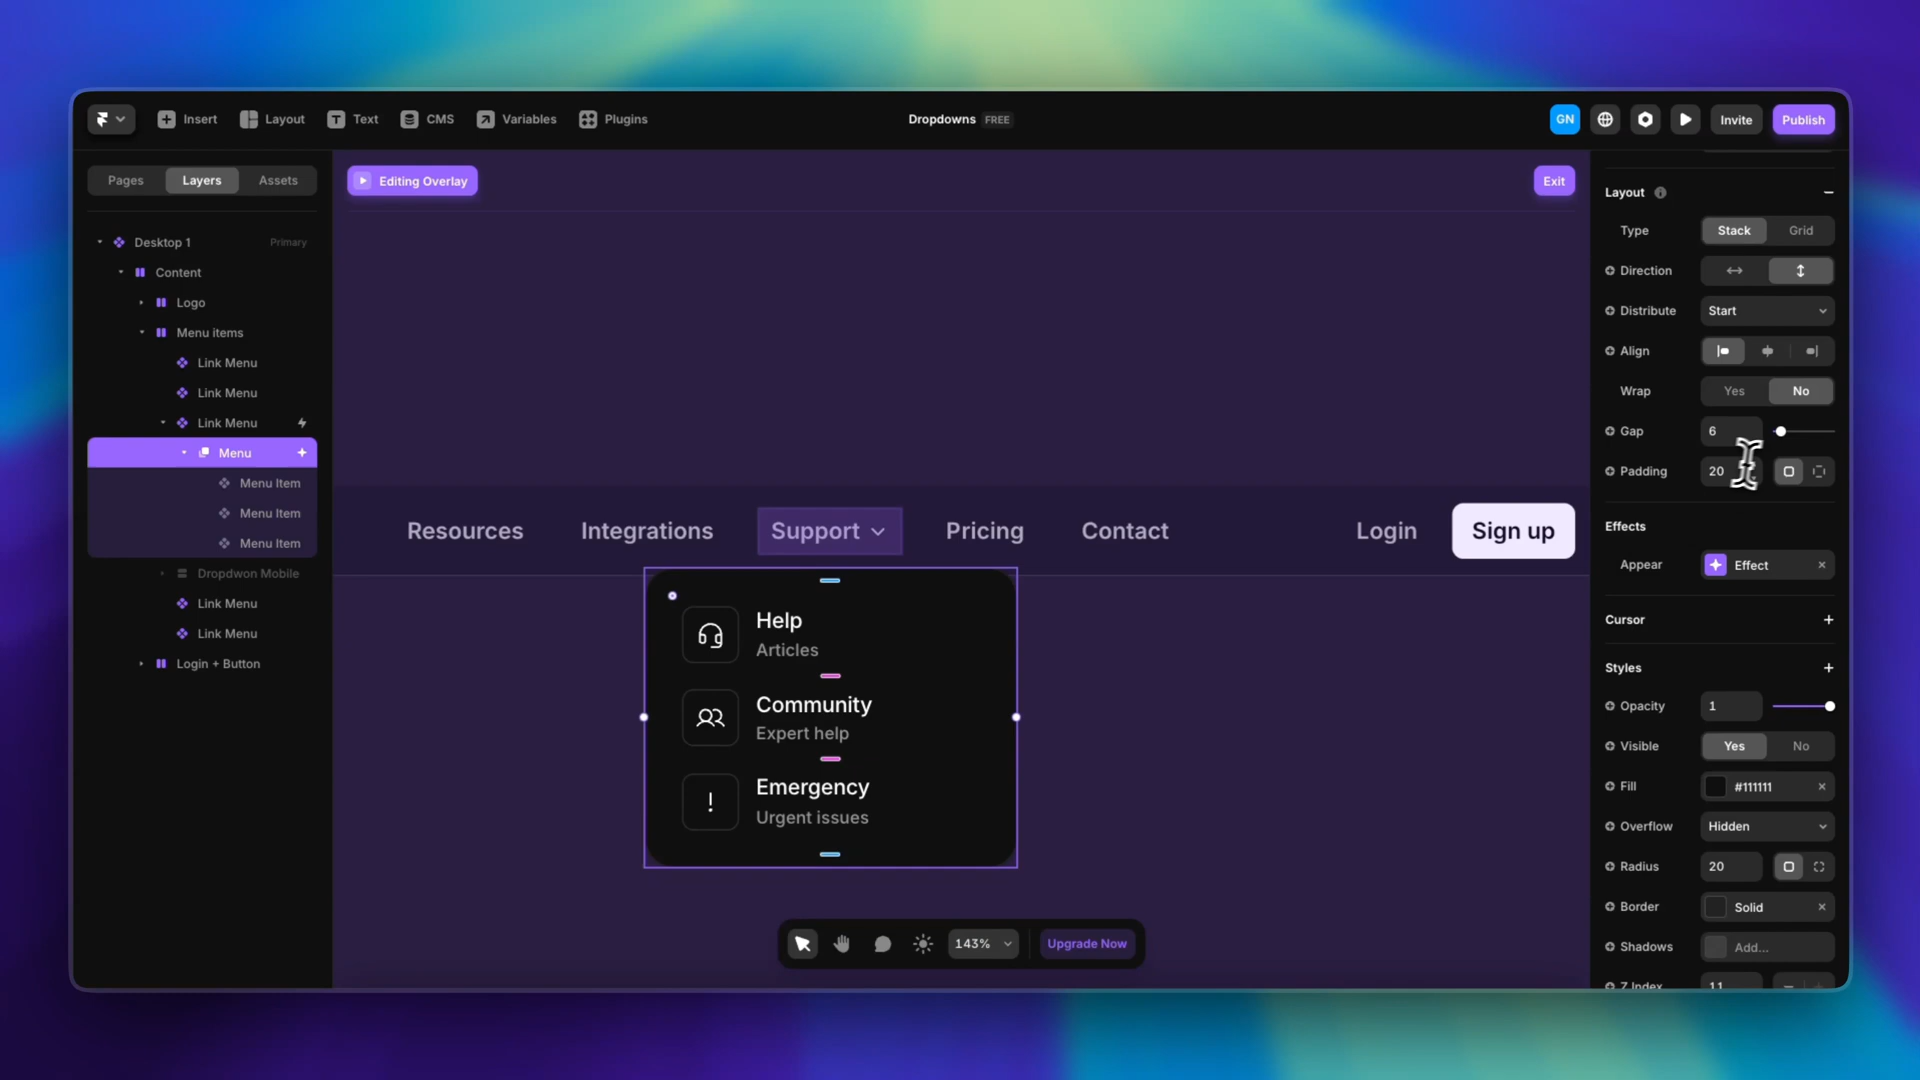 Insert
Layout
Text
CMS
Variables
Plugins
Dropdowns FREE
GN
Invite
Publish
Pages
Layers
Assets
Editing Overlay
Exit
Desktop 1
Primary
Content
Logo
Menu items
Link Menu
Link Menu
Link Menu
Menu
Menu Item
Menu Item
Menu Item
Dropdwon Mobile
Link Menu
Link Menu
Login + Button
Resources
Integrations
Support
Pricing
Contact
Login
Sign up
Help
Articles
Community
Expert help
Emergency
Urgent issues
143%
Upgrade Now
Layout
Type Stack Grid
Direction
Distribute Start
Align
Wrap Yes No
Gap 6
Padding 20
Effects
Appear Effect
Cursor
Styles
Opacity 1
Visible Yes No
Fill #111111
Overflow Hidden
Radius 20
Border Solid
Shadows Add...
Z Index 11